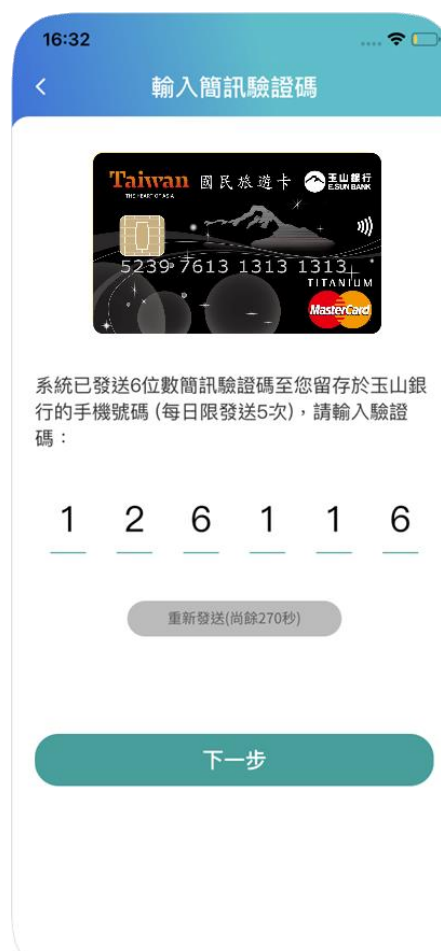 16:32
輸入簡訊驗證碼
Taiwan 國民旅遊卡 玉山銀行
THE HEART OF ASIA E.SUN BANK
5239 7613 1313 1313
TITANIUM
MasterCard
系統已發送6位數簡訊驗證碼至您留存於玉山銀
行的手機號碼 (每日限發送5次)，請輸入驗證
碼：
1 2 6 1 1 6
重新發送(尚餘270秒)
下一步